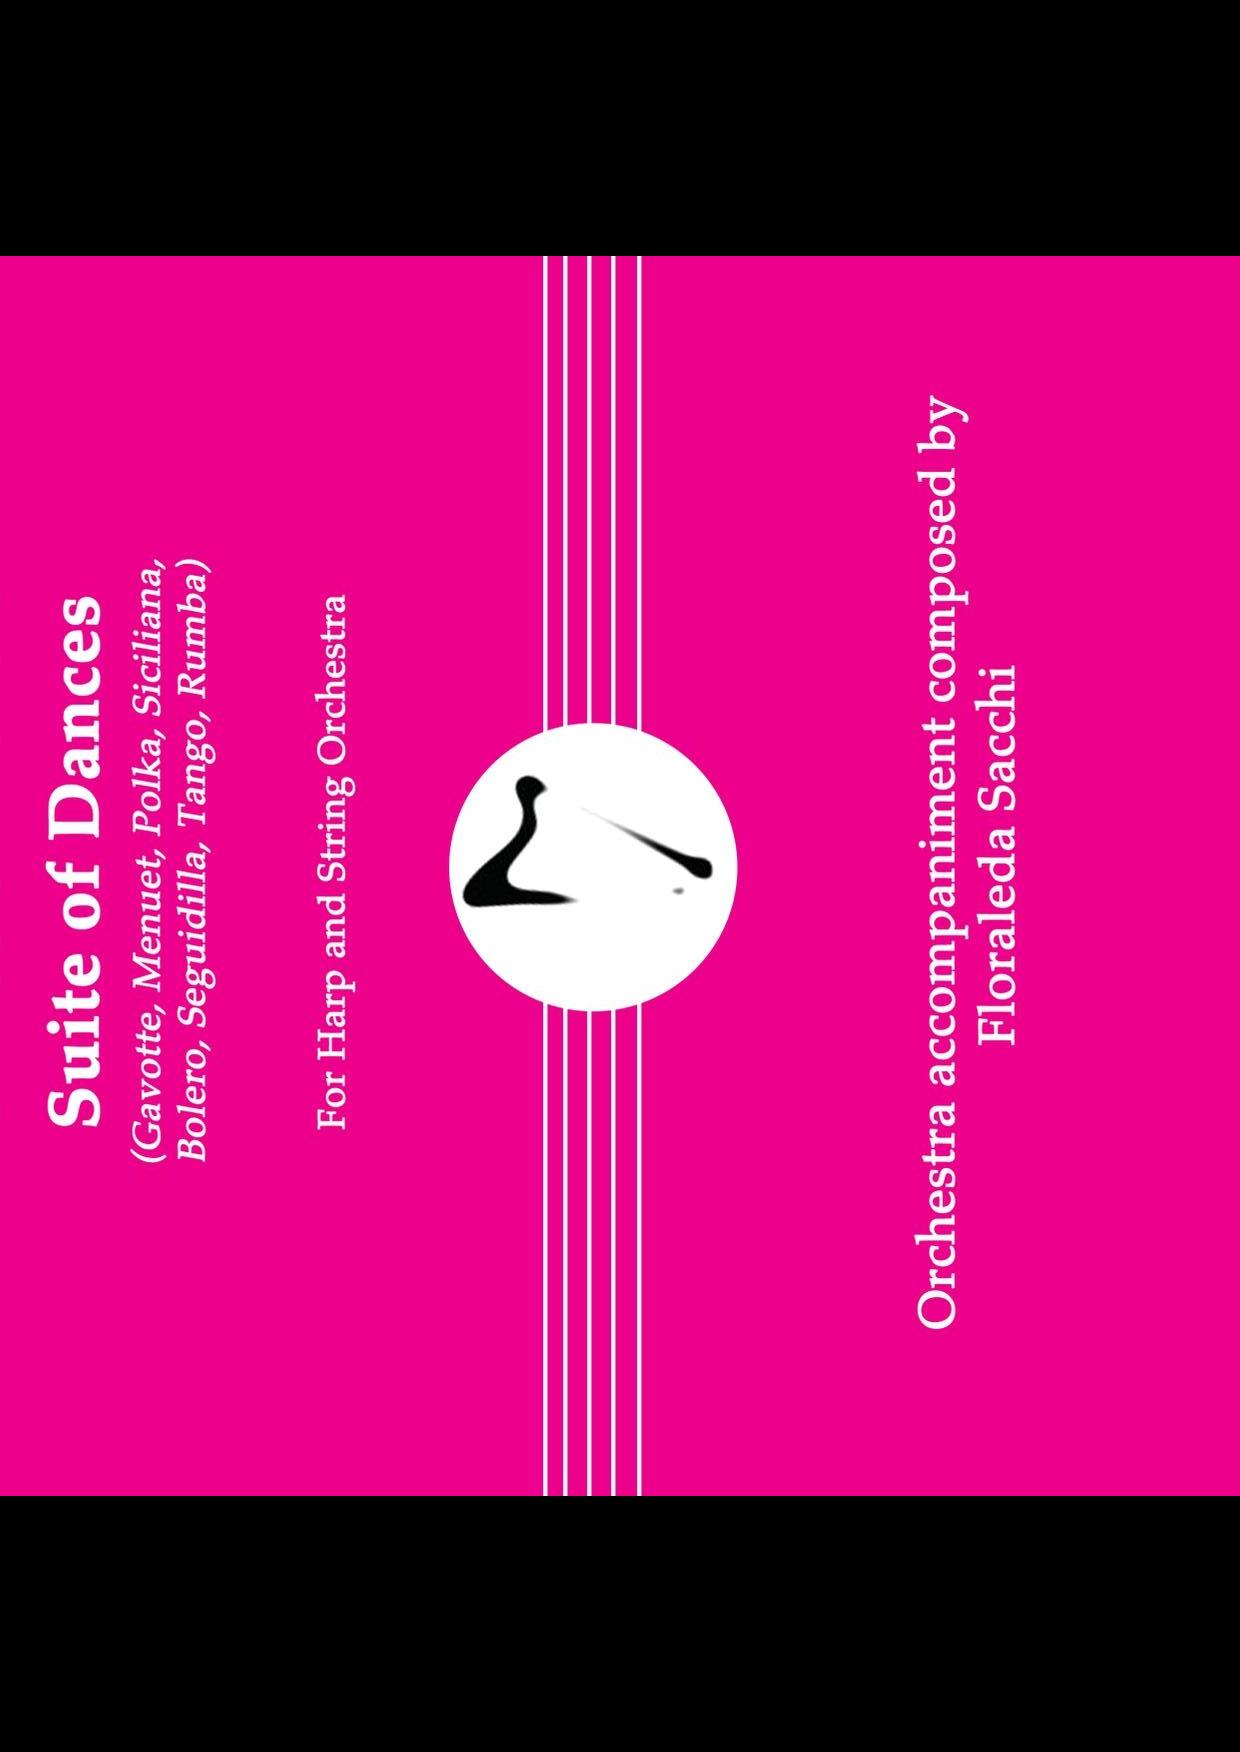 Suite of Dances
(Gavotte, Menuet, Polka, Siciliana,
Bolero, Seguidilla, Tango, Rumba)
For Harp and String Orchestra
Orchestra accompaniment composed by
Floraleda Sacchi